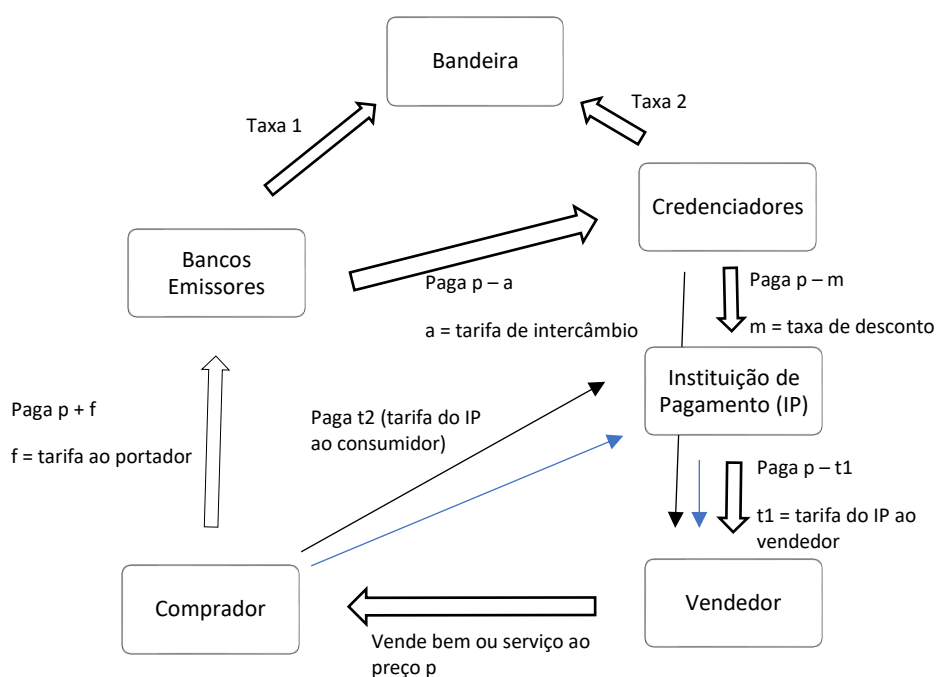 Bandeira
Taxa 1
Taxa 2
Credenciadores
Bancos
Emissores
Paga p – a
a = tarifa de intercâmbio
Paga p – m
m = taxa de desconto
Instituição de
Pagamento (IP)
Paga p + f
f = tarifa ao portador
Paga t2 (tarifa do IP
ao consumidor)
Paga p – t1
t1 = tarifa do IP ao
vendedor
Comprador
Vendedor
Vende bem ou serviço ao
preço p